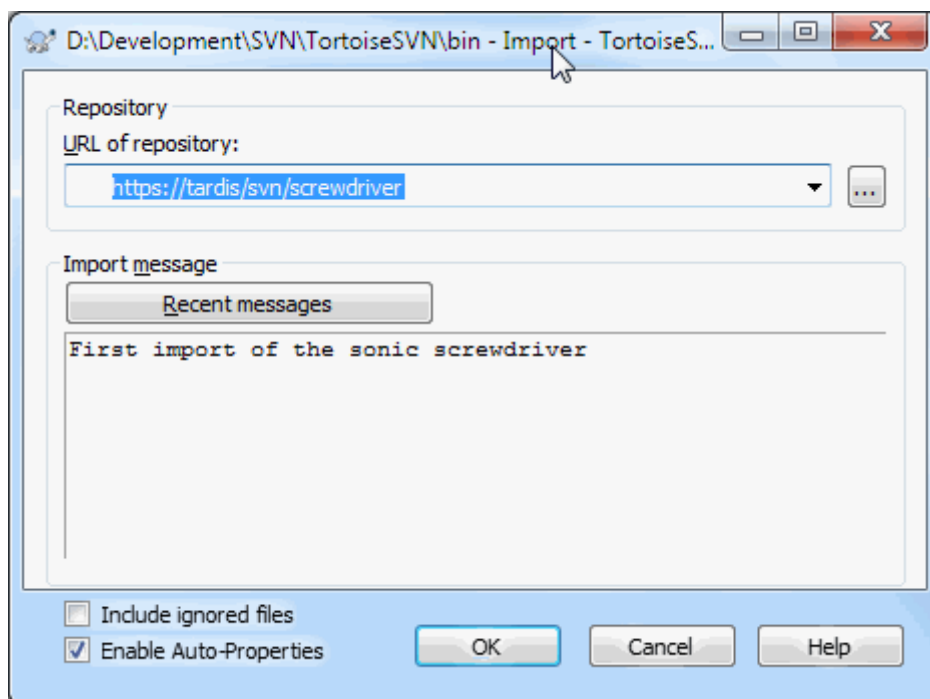 D:\Development\SVN\TortoiseSVN\bin - Import - TortoiseS...
Repository
URL of repository:
https://tardis/svn/screwdriver
...
Import message
Recent messages
First import of the sonic screwdriver
Include ignored files
Enable Auto-Properties
OK
Cancel
Help